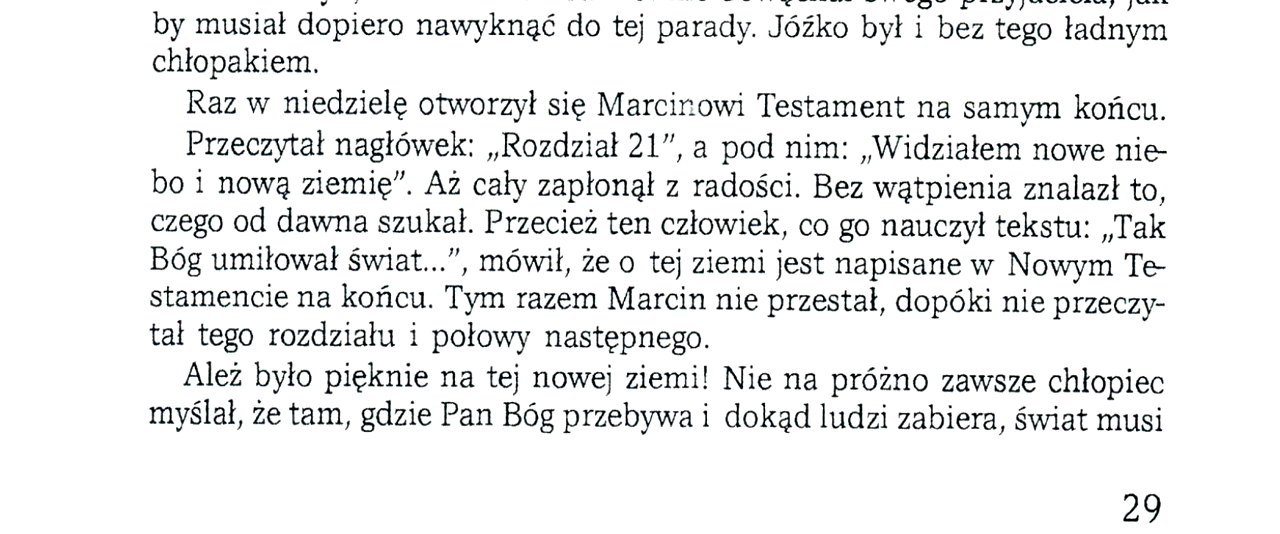 by musiał dopiero nawyknąć do tej parady. Jóźko był i bez tego ładnym
chłopakiem.
Raz w niedzielę otworzył się Marcinowi Testament na samym końcu.
Przeczytał nagłówek: „Rozdział 21”, a pod nim: „Widziałem nowe nie-
bo i nową ziemię”. Aż cały zapłonął z radości. Bez wątpienia znalazł to,
czego od dawna szukał. Przecież ten człowiek, co go nauczył tekstu: „Tak
Bóg umiłował świat...”, mówił, że o tej ziemi jest napisane w Nowym Te-
stamencie na końcu. Tym razem Marcin nie przestał, dopóki nie przeczy-
tał tego rozdziału i połowy następnego.
Ależ było pięknie na tej nowej ziemi! Nie na próżno zawsze chłopiec
myślał, że tam, gdzie Pan Bóg przebywa i dokąd ludzi zabiera, świat musi
29